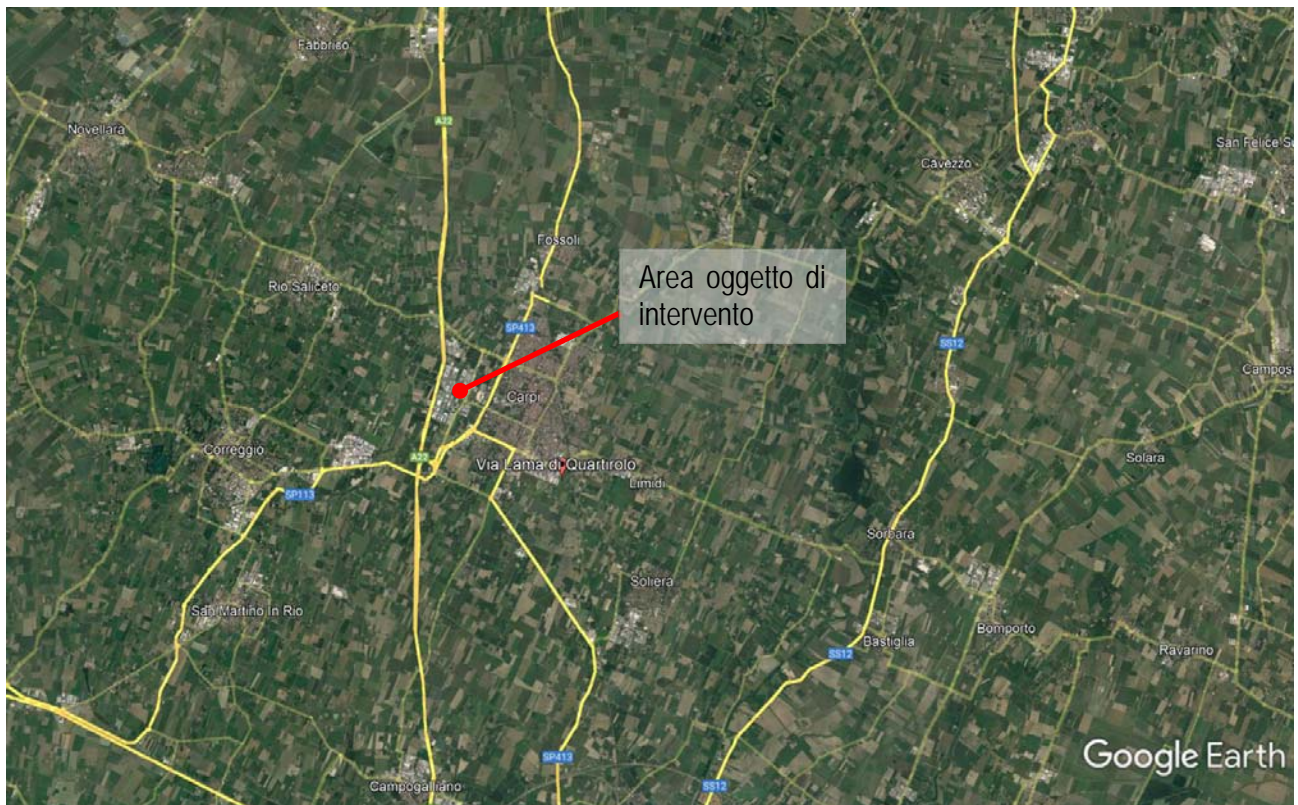 Fabbrico
A22
Novellara
Cavezzo
San Felice Su
Fossoli
Area oggetto di
intervento
Rio Saliceto
SP413
SS12
Camposa
Carpi
Correggio
A22
Via Lama di Quartirolo
Solara
Limidi
SP113
Sorbara
Soliera
San Martino In Rio
Bomporto
Bastiglia
Ravarino
SS12
Google Earth
SP413
Campogalliano
SS12